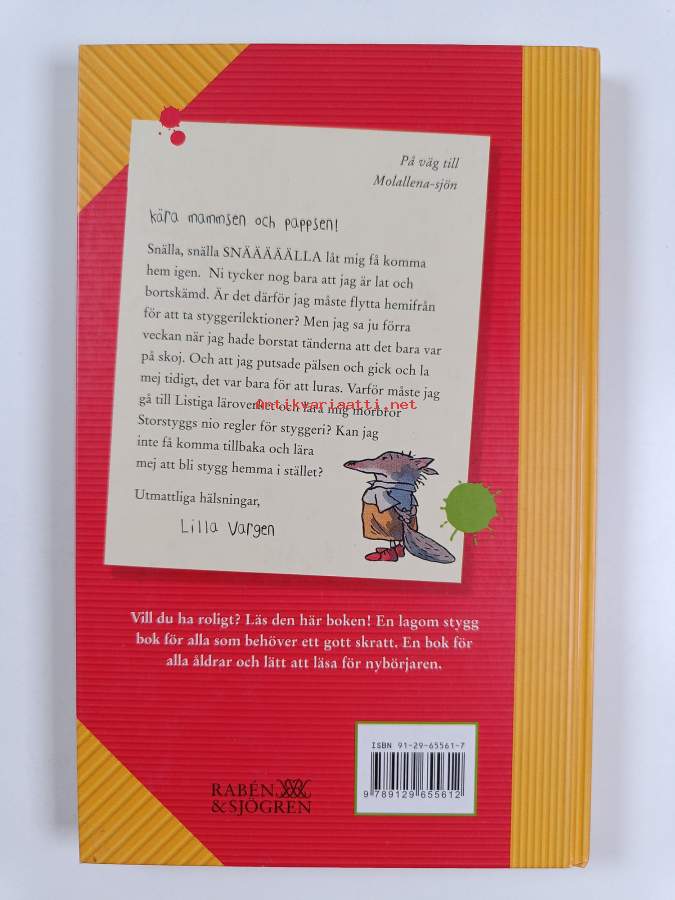 På väg till
Molallena-sjön
kära mammsen och pappsen!
Snälla, snälla SNÄÄÄÄÄLLA låt mig få komma
hem igen. Ni tycker nog bara att jag är lat och
bortskämd. Är det därför jag måste flytta hemifrån
för att ta styggerilektioner? Men jag sa ju förra
veckan när jag hade borstat tänderna att det bara var
på skoj. Och att jag putsade pälsen och gick och la
mej tidigt, det var bara för att luras. Varför måste jag
Antikvariaatti.net
gå till Listiga läroverket och lära mig morbror
Storstyggs nio regler för styggeri? Kan jag
inte få komma tillbaka och lära
mej att bli stygg hemma i stället?
Utmattliga hälsningar,
Lilla Vargen
Vill du ha roligt? Läs den här boken! En lagom stygg
bok för alla som behöver ett gott skratt. En bok för
alla åldrar och lätt att läsa för nybörjaren.
ISBN 91-29-65561-7
9 789129 655612
RABÉN
& SJÖGREN